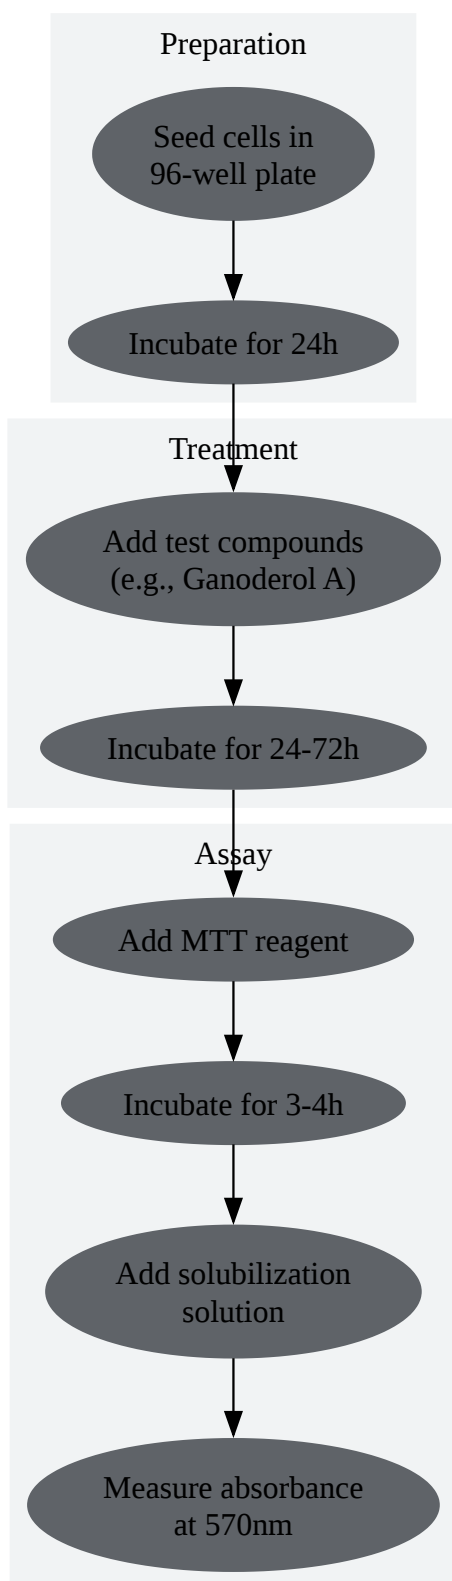 Preparation
Seed cells in
96-well plate
Incubate for 24h
Treatment
Add test compounds
(e.g., Ganoderol A)
Incubate for 24-72h
Assay
Add MTT reagent
Incubate for 3-4h
Add solubilization
solution
Measure absorbance
at 570nm